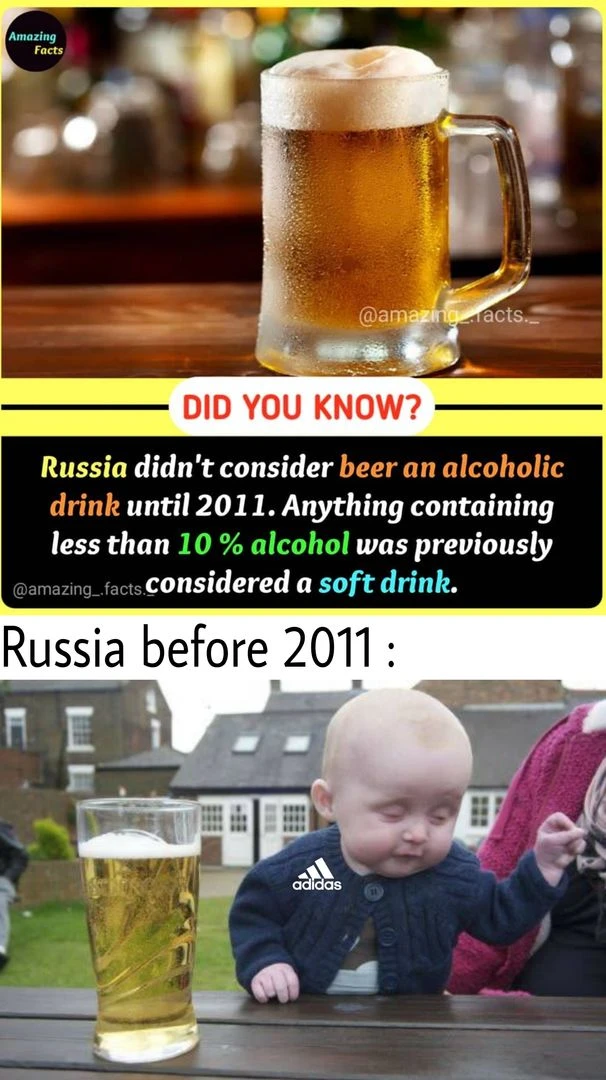 Amazing
Facts
@amazing_.facts._
DID YOU KNOW?
Russia didn't consider beer an alcoholic
drink until 2011. Anything containing
less than 10 % alcohol was previously
considered a soft drink.
@amazing_.facts._
Russia before 2011 :
adidas